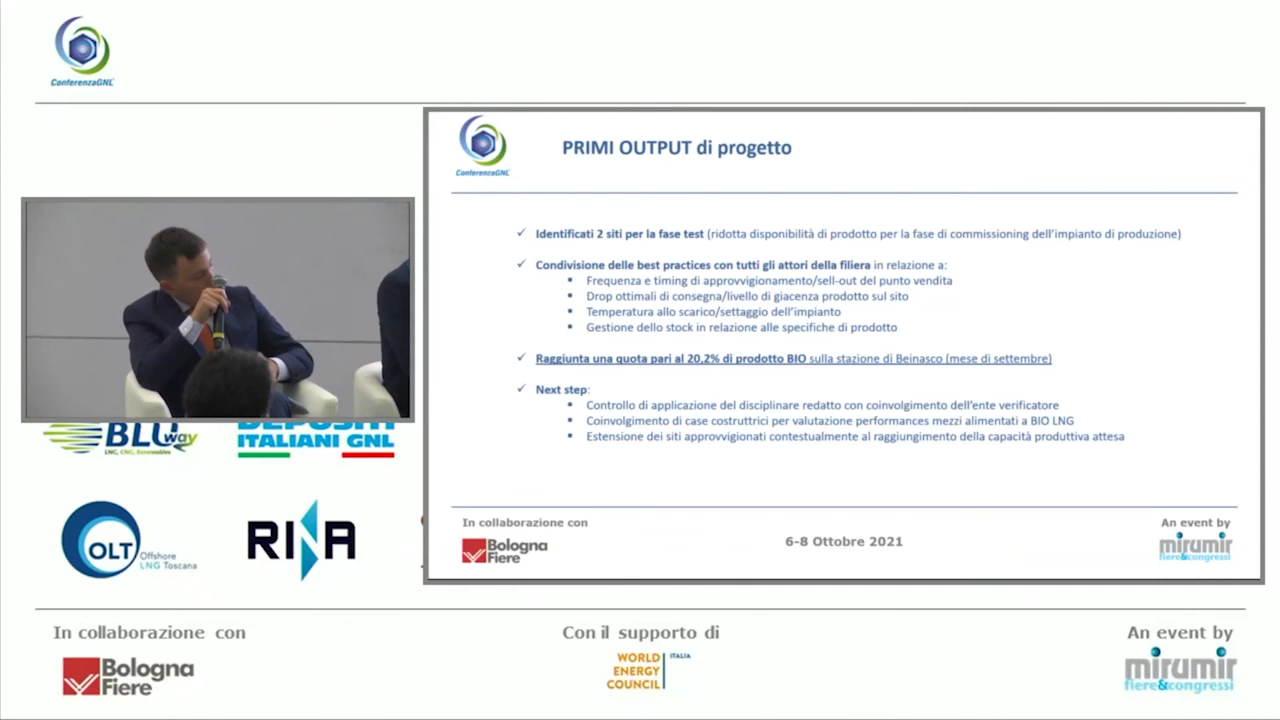 ConferenzaGNL
ConferenzaGNL
PRIMI OUTPUT di progetto
✓ Identificati 2 siti per la fase test (ridotta disponibilità di prodotto per la fase di commissioning dell'impianto di produzione)
✓ Condivisione delle best practices con tutti gli attori della filiera in relazione a:
▪ Frequenza e timing di approvvigionamento/sell-out del punto vendita
▪ Drop ottimali di consegna/livello di giacenza prodotto sul sito
▪ Temperatura allo scarico/settaggio dell'impianto
▪ Gestione dello stock in relazione alle specifiche di prodotto
✓ Raggiunta una quota pari al 20,2% di prodotto BIO sulla stazione di Beinasco (mese di settembre)
✓ Next step:
▪ Controllo di applicazione del disciplinare redatto con coinvolgimento dell'ente verificatore
▪ Coinvolgimento di case costruttrici per valutazione performances mezzi alimentati a BIO LNG
▪ Estensione dei siti approvvigionati contestualmente al raggiungimento della capacità produttiva attesa
In collaborazione con
Bologna
Fiere
6-8 Ottobre 2021
An event by
mirumir
fiere&congressi
BLUway
LNG, CNG, Renewables
DEPOSITI
ITALIANI GNL
OLT
Offshore
LNG Toscana
RINA
In collaborazione con
Bologna
Fiere
Con il supporto di
WORLD
ENERGY
COUNCIL
ITALIA
An event by
mirumir
fiere&congressi